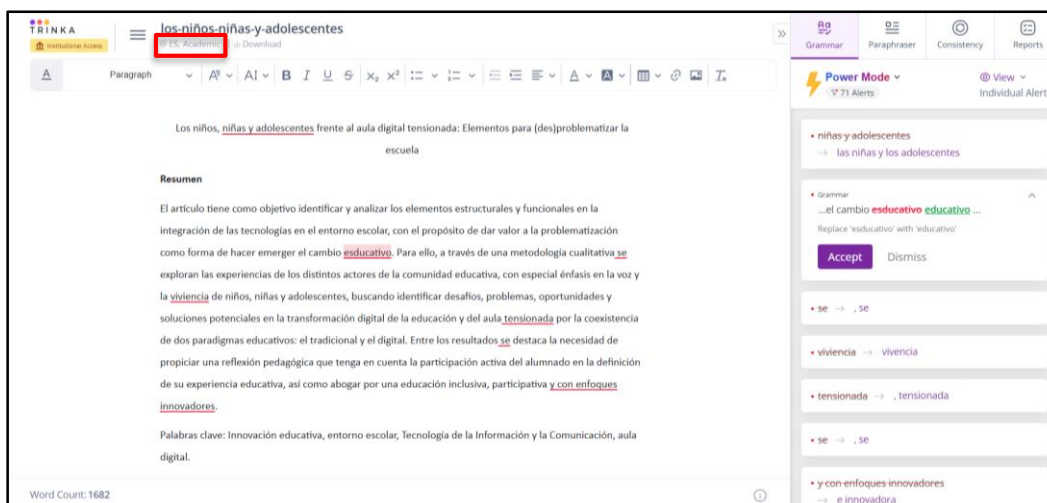 TRINKA
Institutional Access
los-niños-niñas-y-adolescentes
ES, Academic
Download
Grammar
Paraphraser
Consistency
Reports
Paragraph
B I U S X₂ X²
Power Mode
71 Alerts
View
Individual Alert
Los niños, niñas y adolescentes frente al aula digital tensionada: Elementos para (des)problematizar la
escuela
Resumen
El artículo tiene como objetivo identificar y analizar los elementos estructurales y funcionales en la
integración de las tecnologías en el entorno escolar, con el propósito de dar valor a la problematización
como forma de hacer emerger el cambio esducativo. Para ello, a través de una metodología cualitativa se
exploran las experiencias de los distintos actores de la comunidad educativa, con especial énfasis en la voz y
la viviencia de niños, niñas y adolescentes, buscando identificar desafíos, problemas, oportunidades y
soluciones potenciales en la transformación digital de la educación y del aula tensionada por la coexistencia
de dos paradigmas educativos: el tradicional y el digital. Entre los resultados se destaca la necesidad de
propiciar una reflexión pedagógica que tenga en cuenta la participación activa del alumnado en la definición
de su experiencia educativa, así como abogar por una educación inclusiva, participativa y con enfoques
innovadores.
Palabras clave: Innovación educativa, entorno escolar, Tecnología de la Información y la Comunicación, aula
digital.
Word Count: 1682
niñas y adolescentes
→ las niñas y los adolescentes
Grammar
...el cambio esducativo educativo ...
Replace 'esducativo' with 'educativo'
Accept Dismiss
se → , se
viviencia → vivencia
tensionada → , tensionada
se → , se
y con enfoques innovadores
→ e innovadora